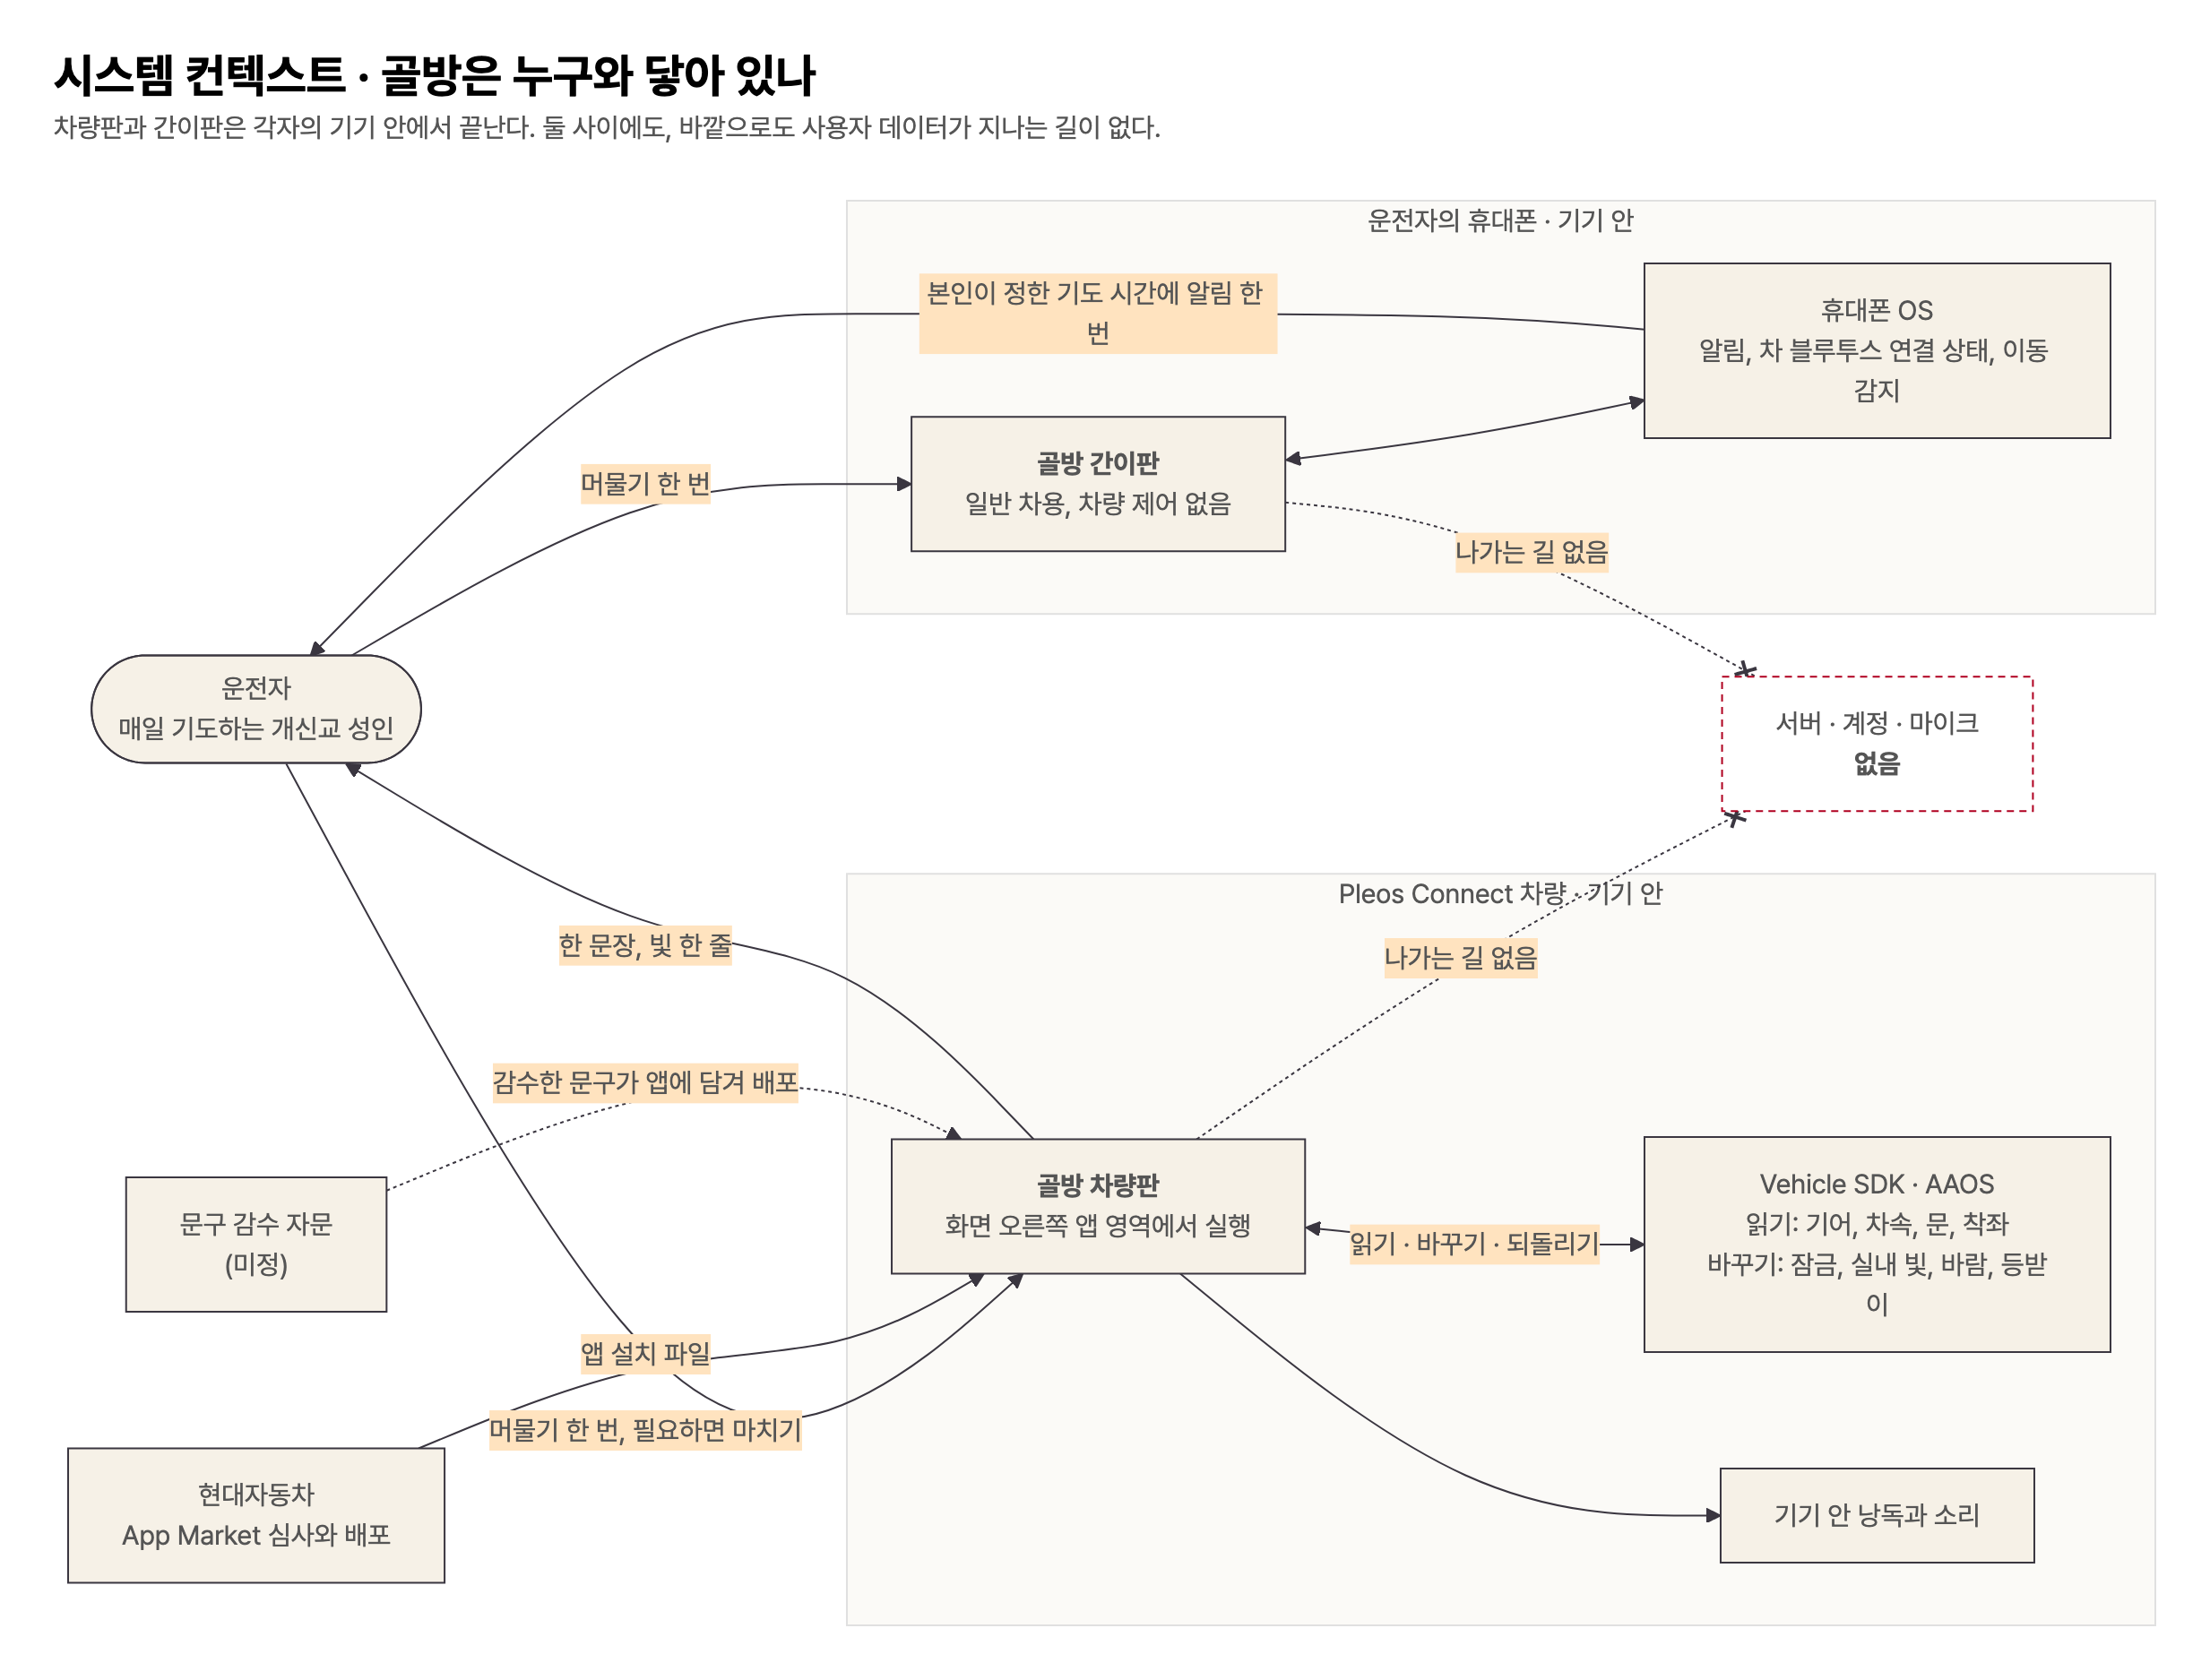 시스템 컨텍스트 · 골방은 누구와 닿아 있나
차량판과 간이판은 각자의 기기 안에서 끝난다. 둘 사이에도, 바깥으로도 사용자 데이터가 지나는 길이 없다.
운전자의 휴대폰 · 기기 안
본인이 정한 기도 시간에 알림 한
번
휴대폰 OS
알림, 차 블루투스 연결 상태, 이동
감지
머물기 한 번
골방 간이판
일반 차용, 차량 제어 없음
나가는 길 없음
운전자
매일 기도하는 개신교 성인
서버 · 계정 · 마이크
없음
Pleos Connect 차량 · 기기 안
한 문장, 빛 한 줄
나가는 길 없음
감수한 문구가 앱에 담겨 배포
문구 감수 자문
(미정)
골방 차량판
화면 오른쪽 앱 영역에서 실행
읽기 · 바꾸기 · 되돌리기
Vehicle SDK · AAOS
읽기: 기어, 차속, 문, 착좌
바꾸기: 잠금, 실내 빛, 바람, 등받
이
앱 설치 파일
머물기 한 번, 필요하면 마치기
현대자동차
App Market 심사와 배포
기기 안 낭독과 소리